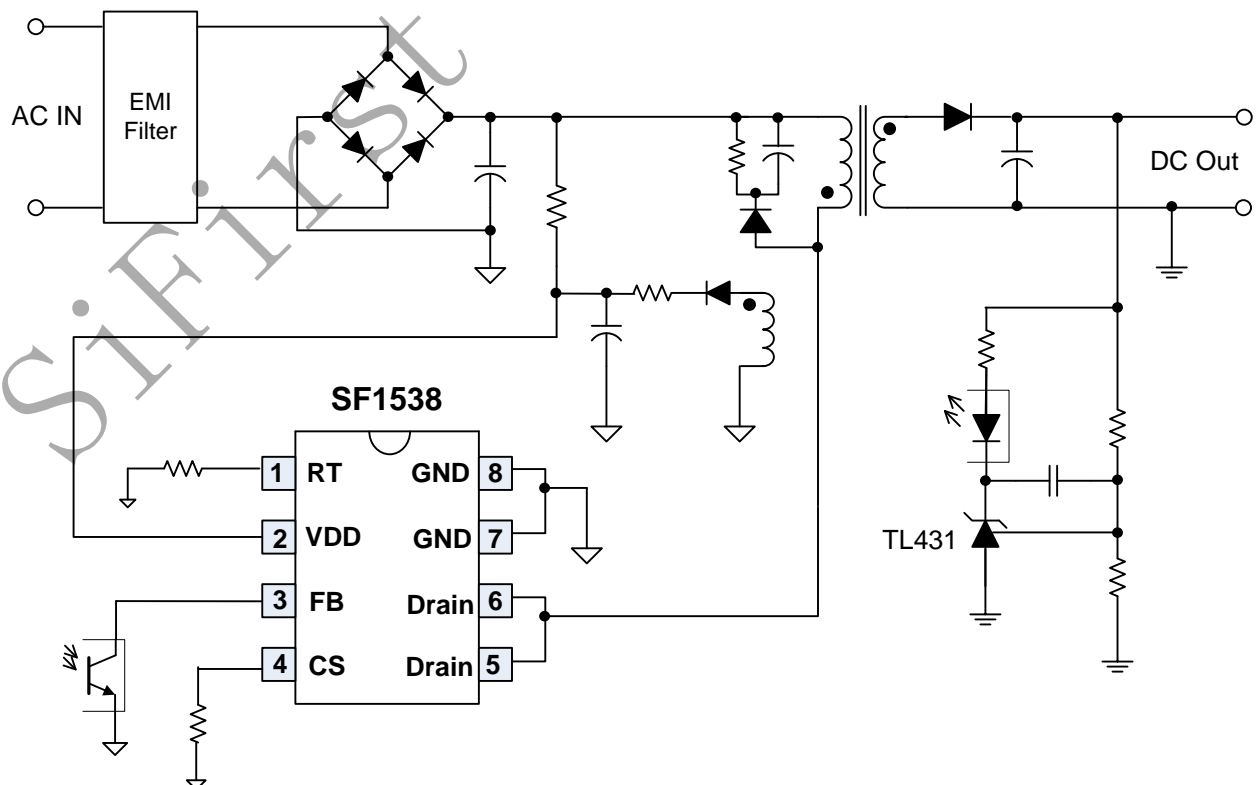 AC IN
EMI
Filter
DC Out
SiFirst
SF1538
1 RT GND 8
2 VDD GND 7
3 FB Drain 6
4 CS Drain 5
TL431